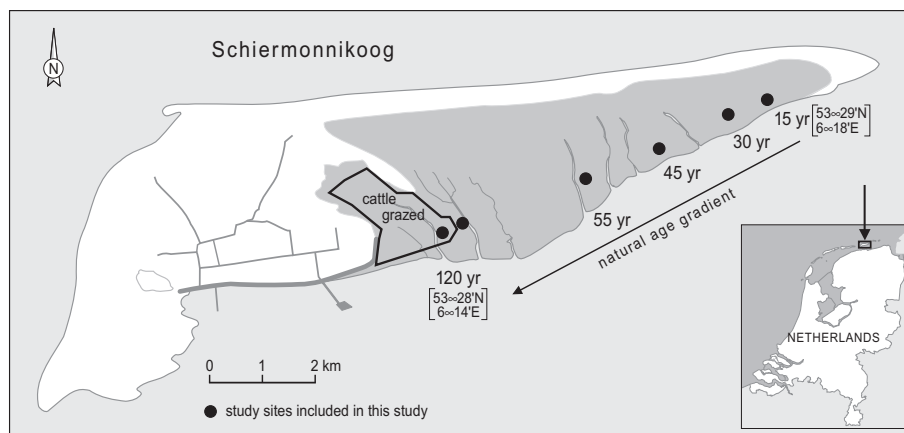 Schiermonnikoog
N
15 yr
[53∞29'N
6∞18'E]
30 yr
45 yr
55 yr
natural age gradient
cattle
grazed
120 yr
[53∞28'N
6∞14'E]
NETHERLANDS
0 1 2 km
study sites included in this study